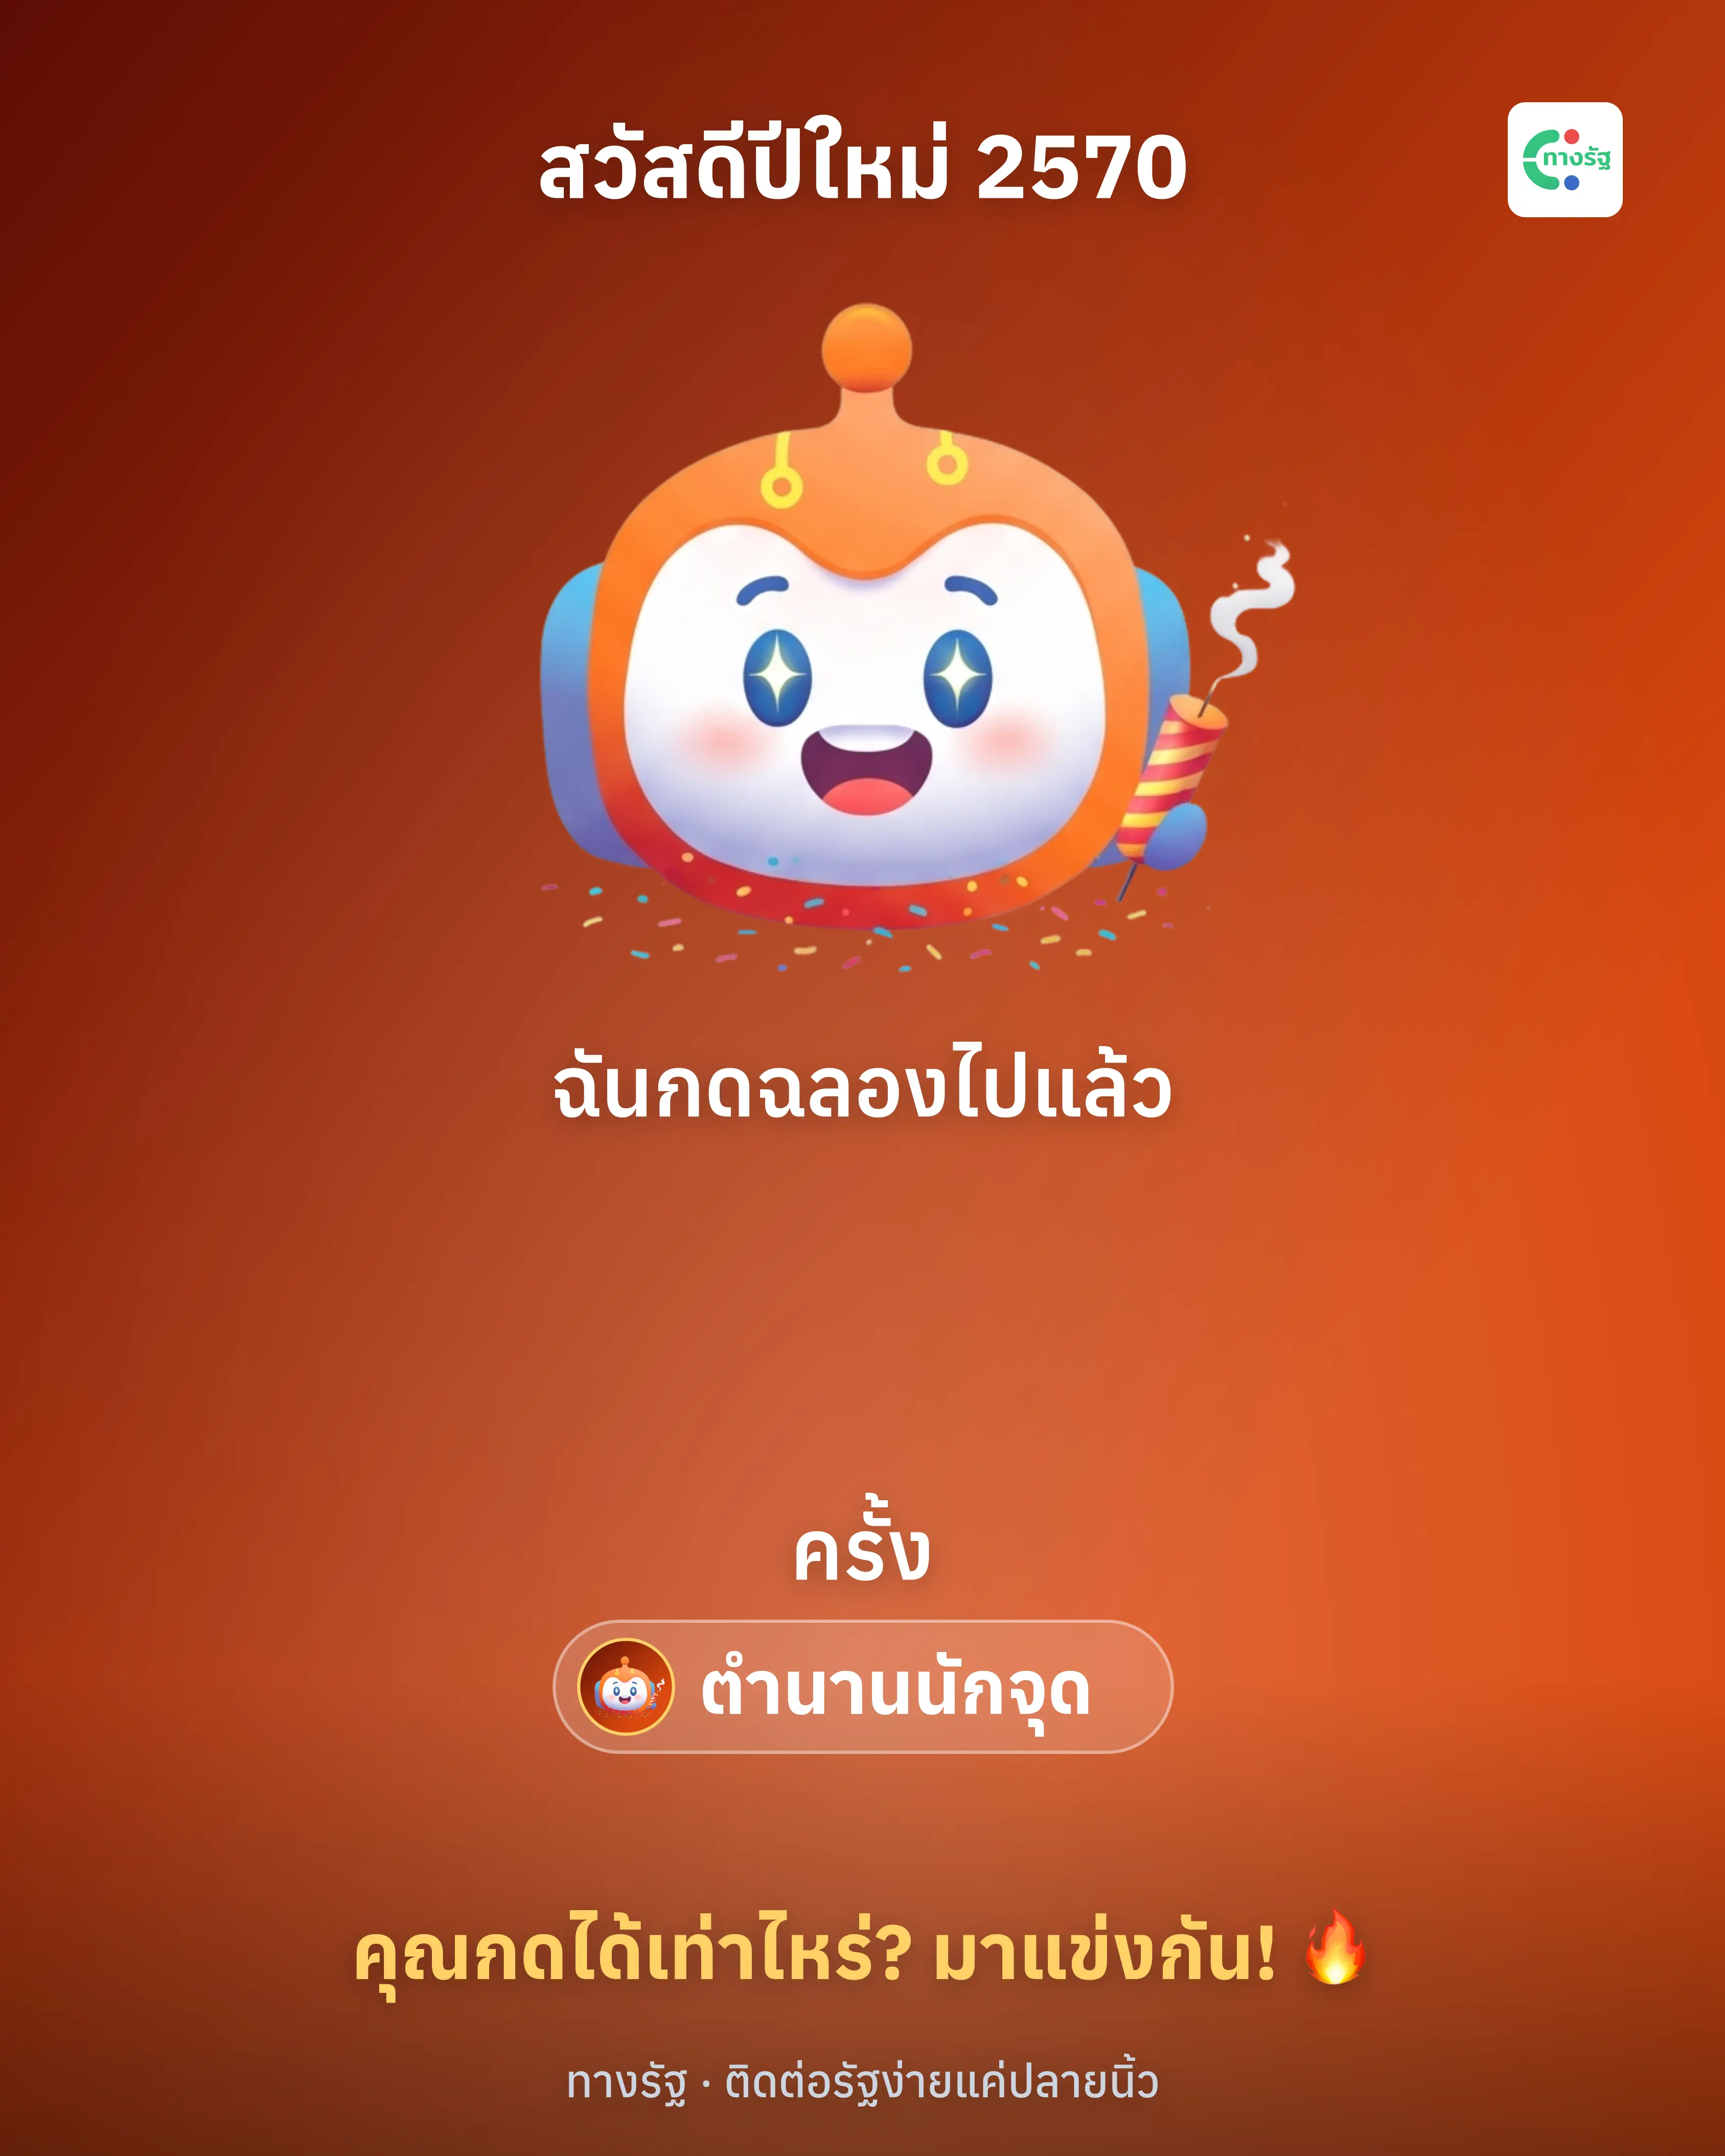 สวัสดีปีใหม่ 2570
ทางรัฐ
ฉันกดฉลองไปแล้ว
ครั้ง
ตำนานนักจุด
คุณกดได้เท่าไหร่? มาแข่งกัน! 🔥
ทางรัฐ · ติดต่อรัฐง่ายแค่ปลายนิ้ว